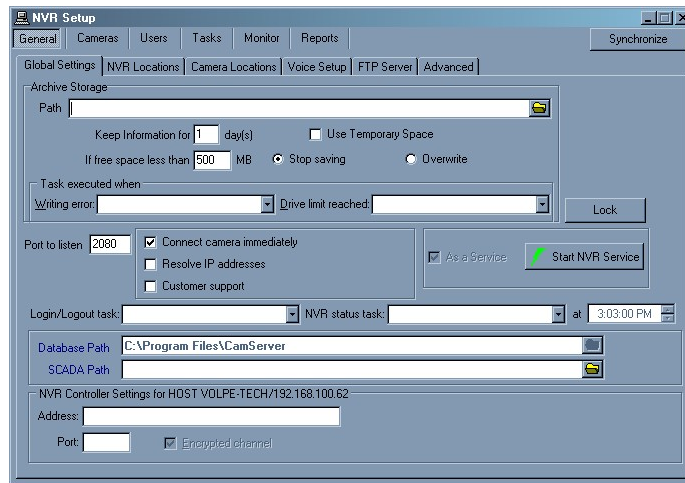 NVR Setup
General Cameras Users Tasks Monitor Reports Synchronize
Global Settings NVR Locations Camera Locations Voice Setup FTP Server Advanced
Archive Storage
Path
Keep Information for 1 day(s) Use Temporary Space
If free space less than 500 MB Stop saving Overwrite
Task executed when
Writing error: Drive limit reached:
Lock
Port to listen 2080 Connect camera immediately
Resolve IP addresses
Customer support
As a Service Start NVR Service
Login/Logout task: NVR status task: at 3:03:00 PM
Database Path C:\Program Files\CamServer
SCADA Path
NVR Controller Settings for HOST VOLPE-TECH/192.168.100.62
Address:
Port: Encrypted channel